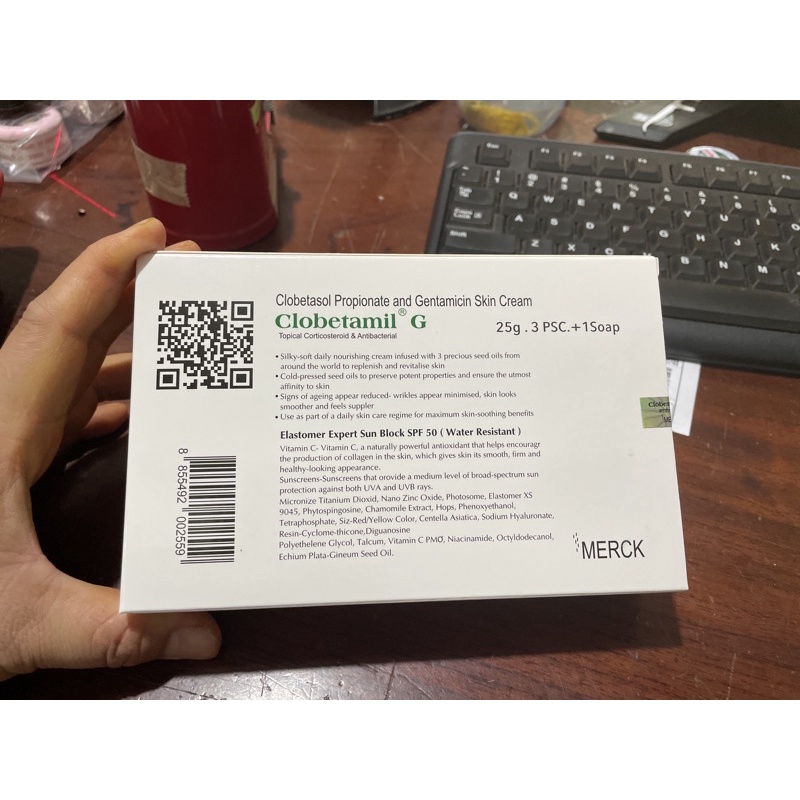 Clobetasol Propionate and Gentamicin Skin Cream
Clobetamil® G
25g . 3 PSC.+1Soap
Topical Corticosteroid & Antibacterial
• Silky-soft daily nourishing cream infused with 3 precious seed oils from
around the world to replenish and revitalise skin
• Cold-pressed seed oils to preserve potent properties and ensure the utmost
affinity to skin
• Signs of ageing appear reduced- wrikles appear minimised, skin looks
smoother and feels suppler
• Use as part of a daily skin care regime for maximum skin-soothing benefits
Elastomer Expert Sun Block SPF 50 ( Water Resistant )
Vitamin C- Vitamin C, a naturally powerful antioxidant that helps encouragr
the production of collagen in the skin, which gives skin its smooth, firm and
healthy-looking appearance.
Sunscreens-Sunscreens that orovide a medium level of broad-spectrum sun
protection against both UVA and UVB rays.
Micronize Titanium Dioxid, Nano Zinc Oxide, Photosome, Elastomer XS
9045, Phytospingosine, Chamomile Extract, Hops, Phenoxyethanol,
Tetraphosphate, Siz-Red/Yellow Color, Centella Asiatica, Sodium Hyaluronate,
Resin-Cyclome-thicone,Diguanosine
Polyethelene Glycol, Talcum, Vitamin C PMƠ, Niacinamide, Octyldodecanol,
Echium Plata-Gineum Seed Oil.
MERCK
8 855492 002559